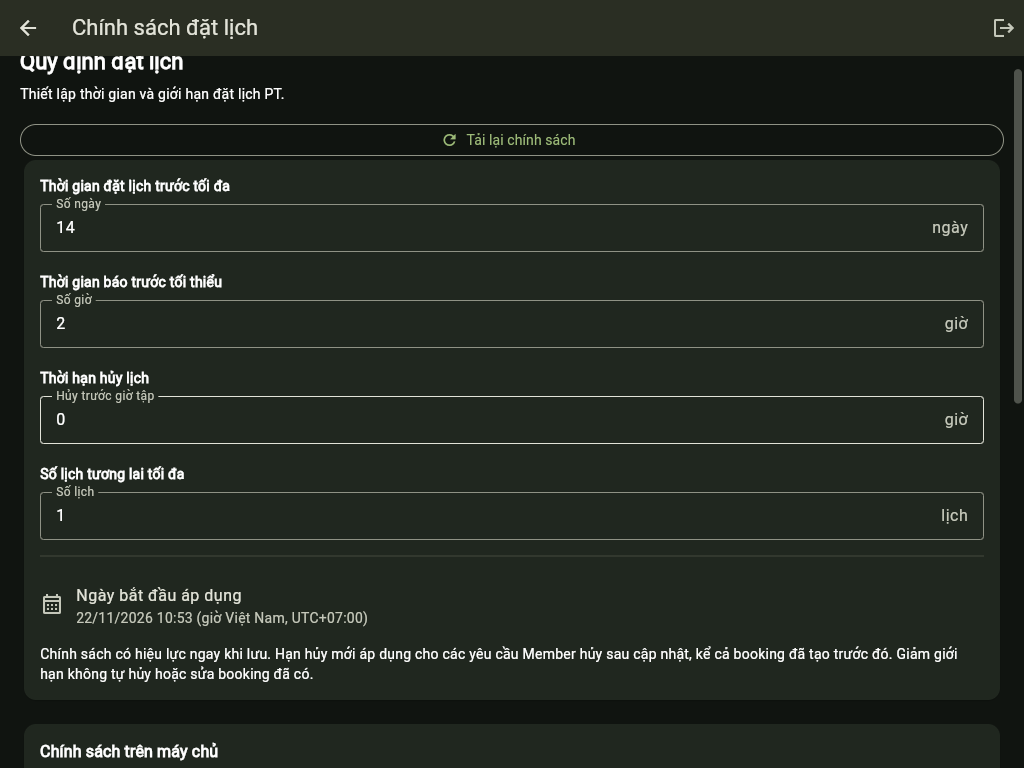 Chính sách đặt lịch
Quy định đặt lịch
Thiết lập thời gian và giới hạn đặt lịch PT.
Tải lại chính sách
Thời gian đặt lịch trước tối đa
Số ngày
14 ngày
Thời gian báo trước tối thiểu
Số giờ
2 giờ
Thời hạn hủy lịch
Hủy trước giờ tập
0 giờ
Số lịch tương lai tối đa
Số lịch
1 lịch
Ngày bắt đầu áp dụng
22/11/2026 10:53 (giờ Việt Nam, UTC+07:00)
Chính sách có hiệu lực ngay khi lưu. Hạn hủy mới áp dụng cho các yêu cầu Member hủy sau cập nhật, kể cả booking đã tạo trước đó. Giảm giới
hạn không tự hủy hoặc sửa booking đã có.
Chính sách trên máy chủ